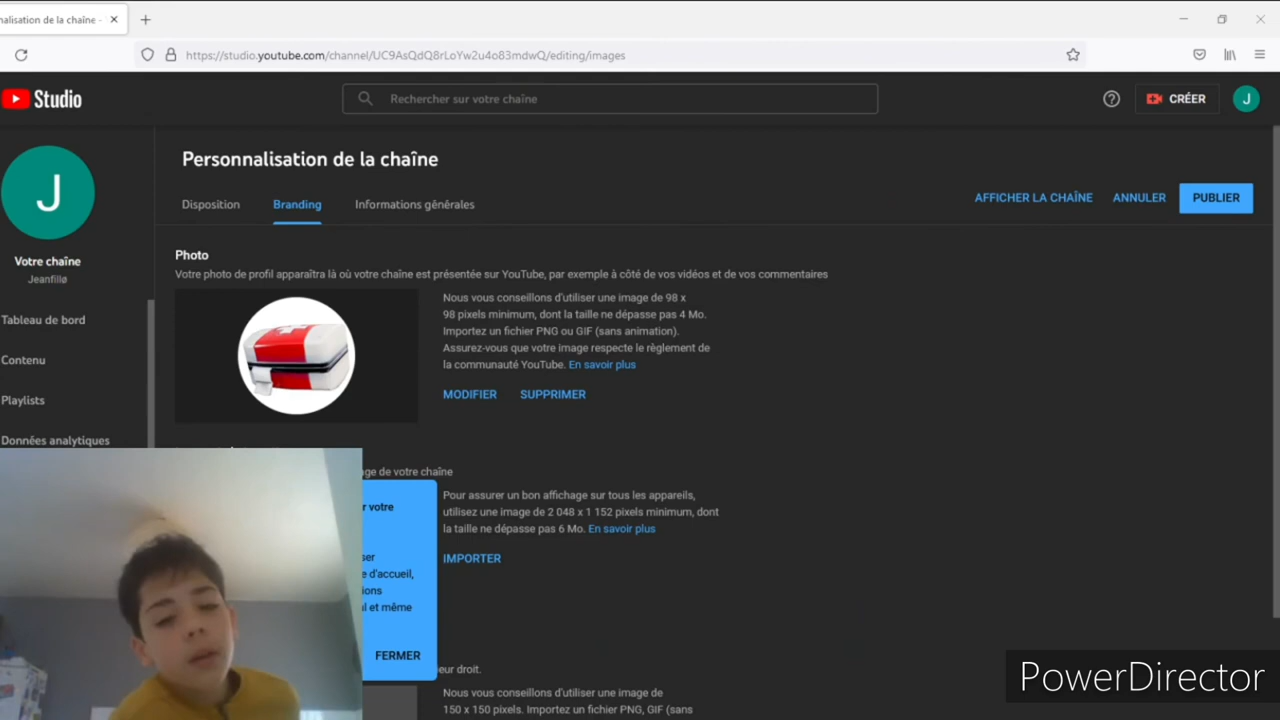 nalisation de la chaîne -
https://studio.youtube.com/channel/UC9AsQdQ8rLoYw2u4o83mdwQ/editing/images
Studio
Rechercher sur votre chaîne
CRÉER
J
J
Votre chaîne
Jeanfillø
Tableau de bord
Contenu
Playlists
Données analytiques
Personnalisation de la chaîne
Disposition
Branding
Informations générales
AFFICHER LA CHAÎNE
ANNULER
PUBLIER
Photo
Votre photo de profil apparaîtra là où votre chaîne est présentée sur YouTube, par exemple à côté de vos vidéos et de vos commentaires
Nous vous conseillons d'utiliser une image de 98 x
98 pixels minimum, dont la taille ne dépasse pas 4 Mo.
Importez un fichier PNG ou GIF (sans animation).
Assurez-vous que votre image respecte le règlement de
la communauté YouTube. En savoir plus
MODIFIER
SUPPRIMER
ge de votre chaîne
Pour assurer un bon affichage sur tous les appareils,
utilisez une image de 2 048 x 1 152 pixels minimum, dont
la taille ne dépasse pas 6 Mo. En savoir plus
IMPORTER
r votre
ser
e d'accueil,
ions
l et même
FERMER
eur droit.
Nous vous conseillons d'utiliser une image de
150 x 150 pixels. Importez un fichier PNG, GIF (sans
PowerDirector